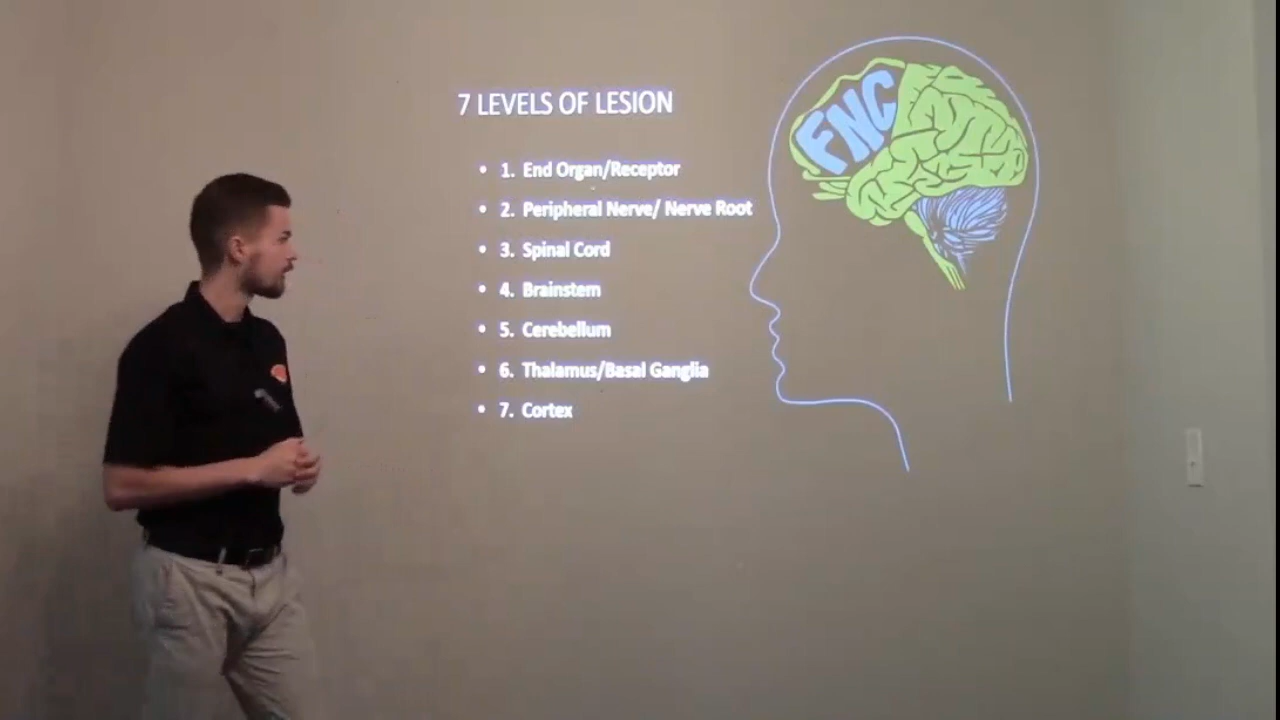 7 LEVELS OF LESION
• 1. End Organ/Receptor
• 2. Peripheral Nerve/ Nerve Root
• 3. Spinal Cord
• 4. Brainstem
• 5. Cerebellum
• 6. Thalamus/Basal Ganglia
• 7. Cortex
FNC